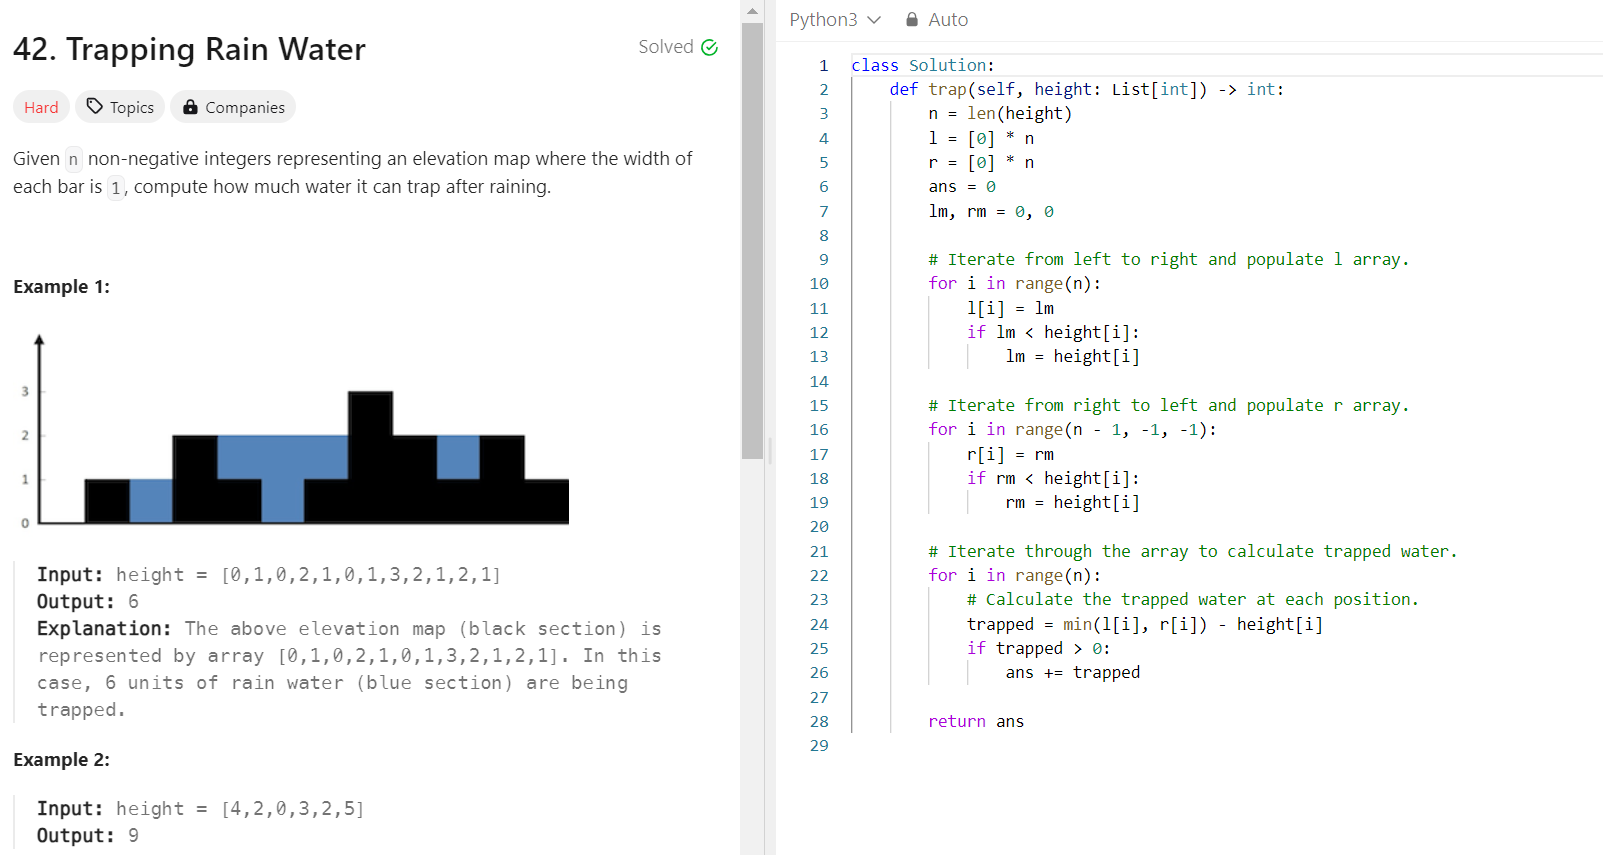 42. Trapping Rain Water
Solved
Hard Topics Companies
Given n non-negative integers representing an elevation map where the width of
each bar is 1, compute how much water it can trap after raining.
Example 1:
3
2
1
0
Input: height = [0,1,0,2,1,0,1,3,2,1,2,1]
Output: 6
Explanation: The above elevation map (black section) is
represented by array [0,1,0,2,1,0,1,3,2,1,2,1]. In this
case, 6 units of rain water (blue section) are being
trapped.
Example 2:
Input: height = [4,2,0,3,2,5]
Output: 9
Python3 Auto
1 class Solution:
2     def trap(self, height: List[int]) -> int:
3         n = len(height)
4         l = [0] * n
5         r = [0] * n
6         ans = 0
7         lm, rm = 0, 0
8
9         # Iterate from left to right and populate l array.
10         for i in range(n):
11             l[i] = lm
12             if lm < height[i]:
13                 lm = height[i]
14
15         # Iterate from right to left and populate r array.
16         for i in range(n - 1, -1, -1):
17             r[i] = rm
18             if rm < height[i]:
19                 rm = height[i]
20
21         # Iterate through the array to calculate trapped water.
22         for i in range(n):
23             # Calculate the trapped water at each position.
24             trapped = min(l[i], r[i]) - height[i]
25             if trapped > 0:
26                 ans += trapped
27
28         return ans
29